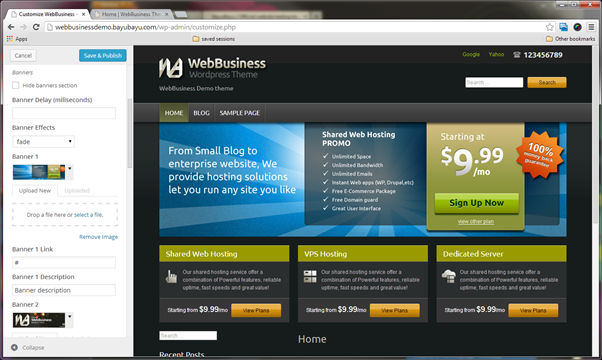 Customize WebBusiness
Home | WebBusiness The
webbusinessdemo.bayubayu.com/wp-admin/customize.php
Apps
saved sessions
Other bookmarks
Cancel
Save & Publish
Banners
Hide banners section
Banner Delay (miliseconds)
Banner Effects
fade
Banner 1
Upload New
Uploaded
Drop a file here or select a file.
Remove Image
Banner 1 Link
#
Banner 1 Description
Banner description
Banner 2
Collapse
WebBusiness
Wordpress Theme
WebBusiness Demo theme
Google
Yahoo
123456789
Search
Search
HOME
BLOG
SAMPLE PAGE
From Small Blog to
enterprise website, We
provide hosting solutions
let you run any site you like
Shared Web Hosting
PROMO
✓ Unlimited Space
✓ Unlimited Bandwidth
✓ Unlimited Emails
✓ Instant Web apps (WP, Drupal,etc)
✓ Free E-Commerce Package
✓ Free Domain guard
✓ Great User Interface
Starting at
$9.99
/mo
Sign Up Now
view other plan
100%
money back
guarantee
Shared Web Hosting
Our shared hosting service offer a
combination of Powerful features, reliable
uptime, fast speeds and great value!
Starting from $9.99/mo
View Plans
VPS Hosting
Our shared hosting service offer a
combination of Powerful features, reliable
uptime, fast speeds and great value!
Starting from $9.99/mo
View Plans
Dedicated Server
Our shared hosting service offer a
combination of Powerful features, reliable
uptime, fast speeds and great value!
Starting from $9.99/mo
View Plans
Search
Recent Posts
Home